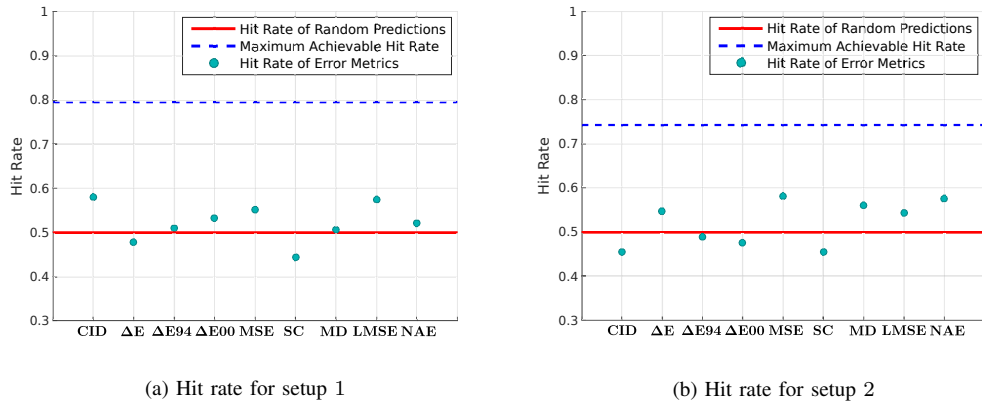 1
0.9
0.8
0.7
0.6
0.5
0.4
0.3
Hit Rate
Hit Rate of Random Predictions
Maximum Achievable Hit Rate
Hit Rate of Error Metrics
CID ΔE ΔE94 ΔE00 MSE SC MD LMSE NAE
(a) Hit rate for setup 1
1
0.9
0.8
0.7
0.6
0.5
0.4
0.3
Hit Rate
Hit Rate of Random Predictions
Maximum Achievable Hit Rate
Hit Rate of Error Metrics
CID ΔE ΔE94 ΔE00 MSE SC MD LMSE NAE
(b) Hit rate for setup 2